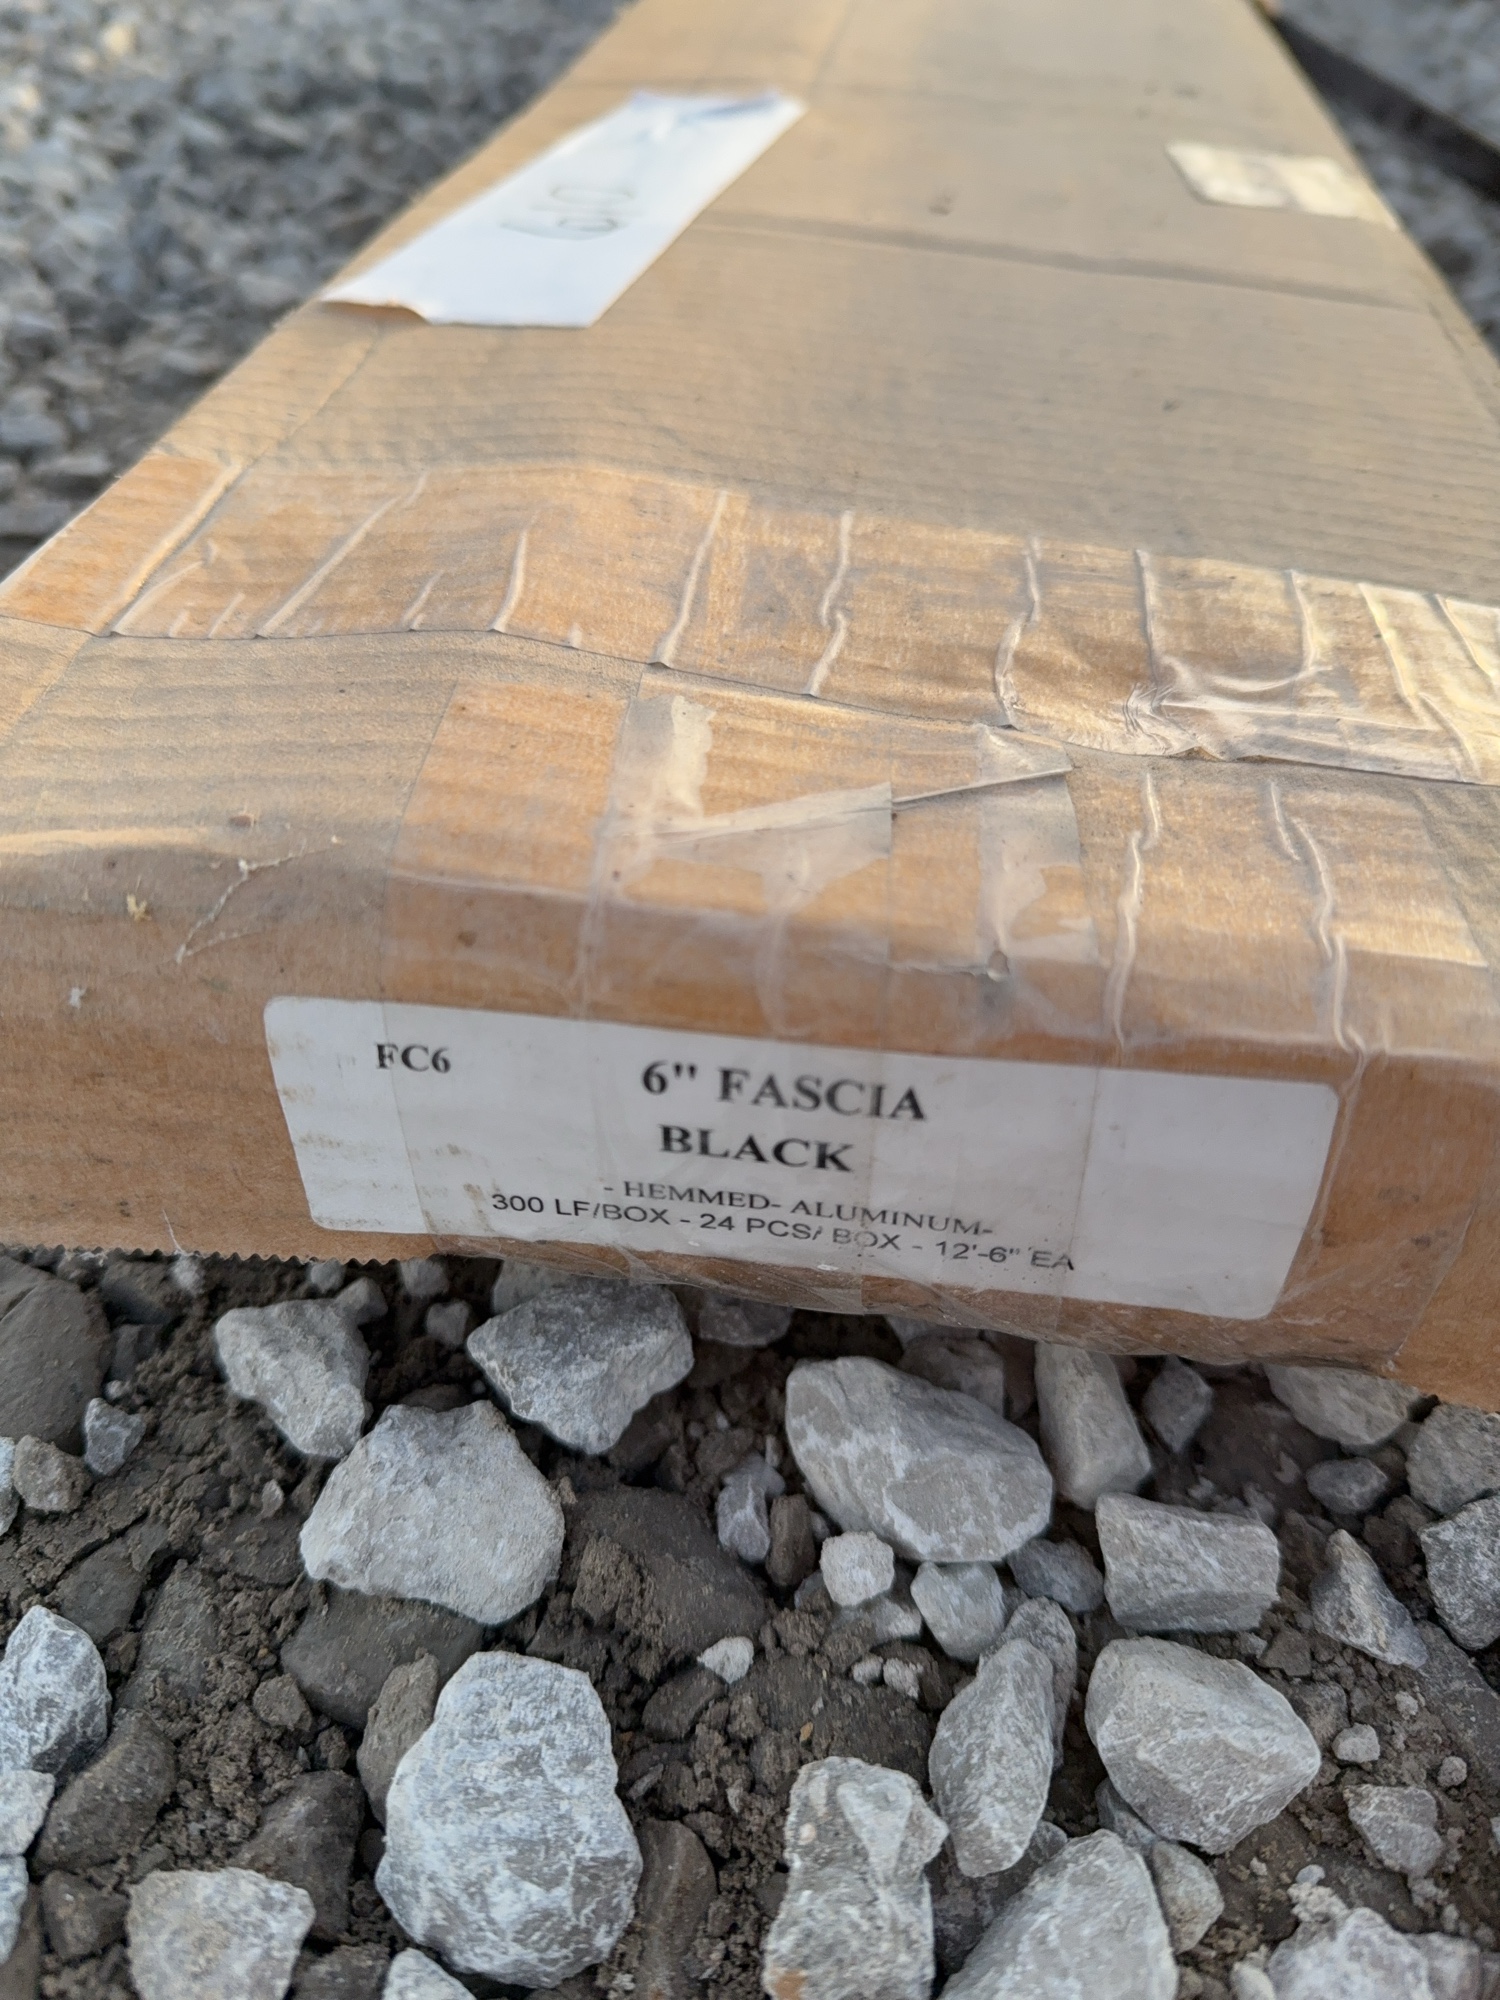 FC6
6" FASCIA
BLACK
- HEMMED- ALUMINUM-
300 LF/BOX - 24 PCS/ BOX - 12'-6" EA